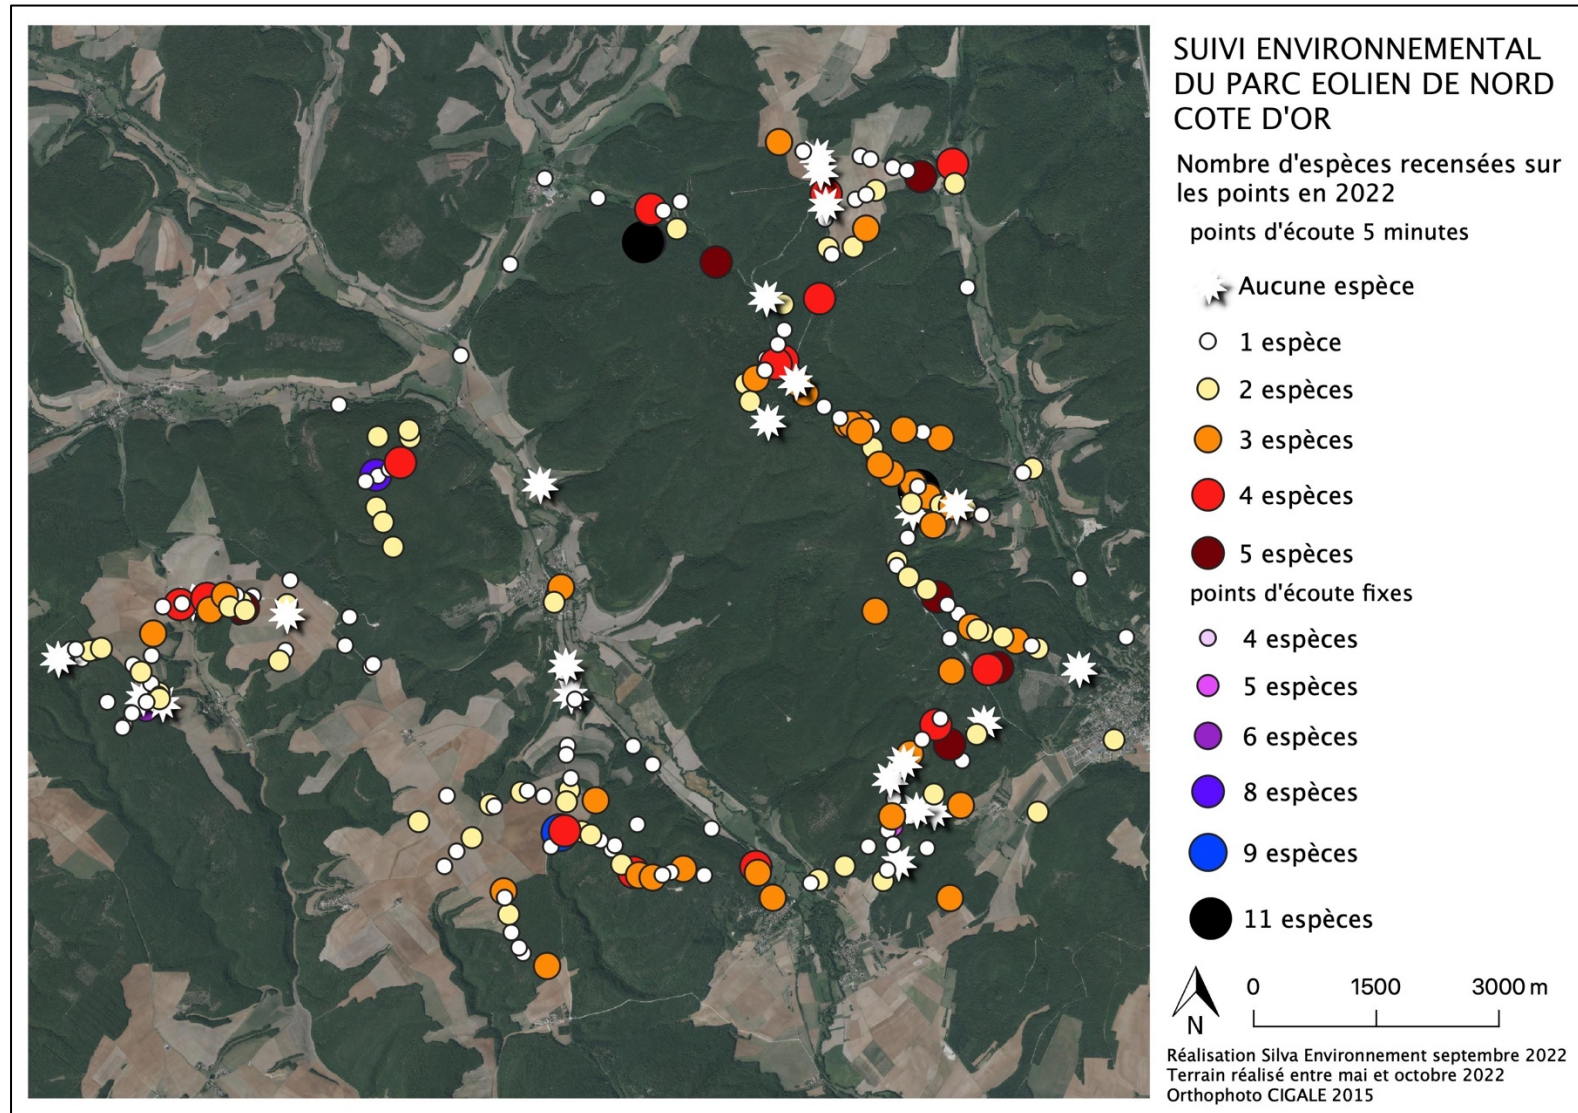 SUIVI ENVIRONNEMENTAL
DU PARC EOLIEN DE NORD
COTE D'OR
Nombre d'espèces recensées sur
les points en 2022
points d'écoute 5 minutes
Aucune espèce
1 espèce
2 espèces
3 espèces
4 espèces
5 espèces
points d'écoute fixes
4 espèces
5 espèces
6 espèces
8 espèces
9 espèces
11 espèces
N
0 1500 3000 m
Réalisation Silva Environnement septembre 2022
Terrain réalisé entre mai et octobre 2022
Orthophoto CIGALE 2015